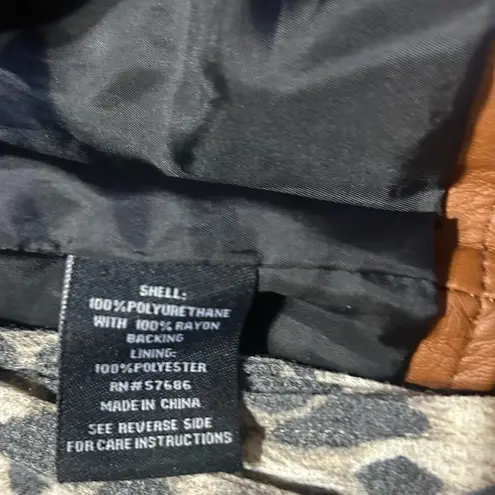 SHELL:
100%POLYURETHANE
WITH 100% RAYON
BACKING
LINING:
100%POLYESTER
RN#57686
MADE IN CHINA
SEE REVERSE SIDE
FOR CARE INSTRUCTIONS